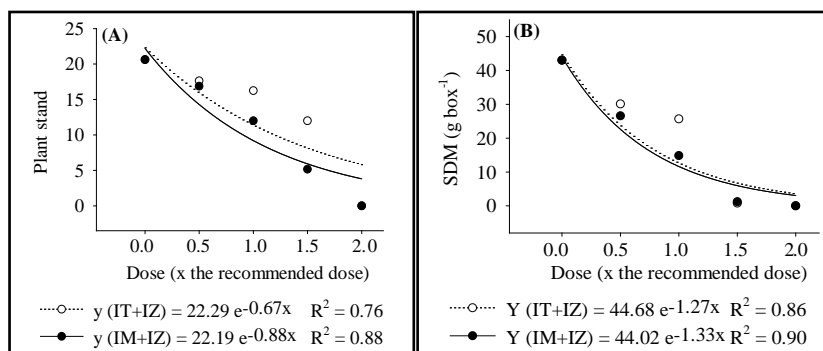 (A)
25
20
15
10
5
0
Plant stand
0.0 0.5 1.0 1.5 2.0
Dose (x the recommended dose)
y (IT+IZ) = 22.29 e^-0.67x R² = 0.76
y (IM+IZ) = 22.19 e^-0.88x R² = 0.88
(B)
50
40
30
20
10
0
SDM (g box⁻¹)
0.0 0.5 1.0 1.5 2.0
Dose (x the recommended dose)
Y (IT+IZ) = 44.68 e^-1.27x R² = 0.86
Y (IM+IZ) = 44.02 e^-1.33x R² = 0.90